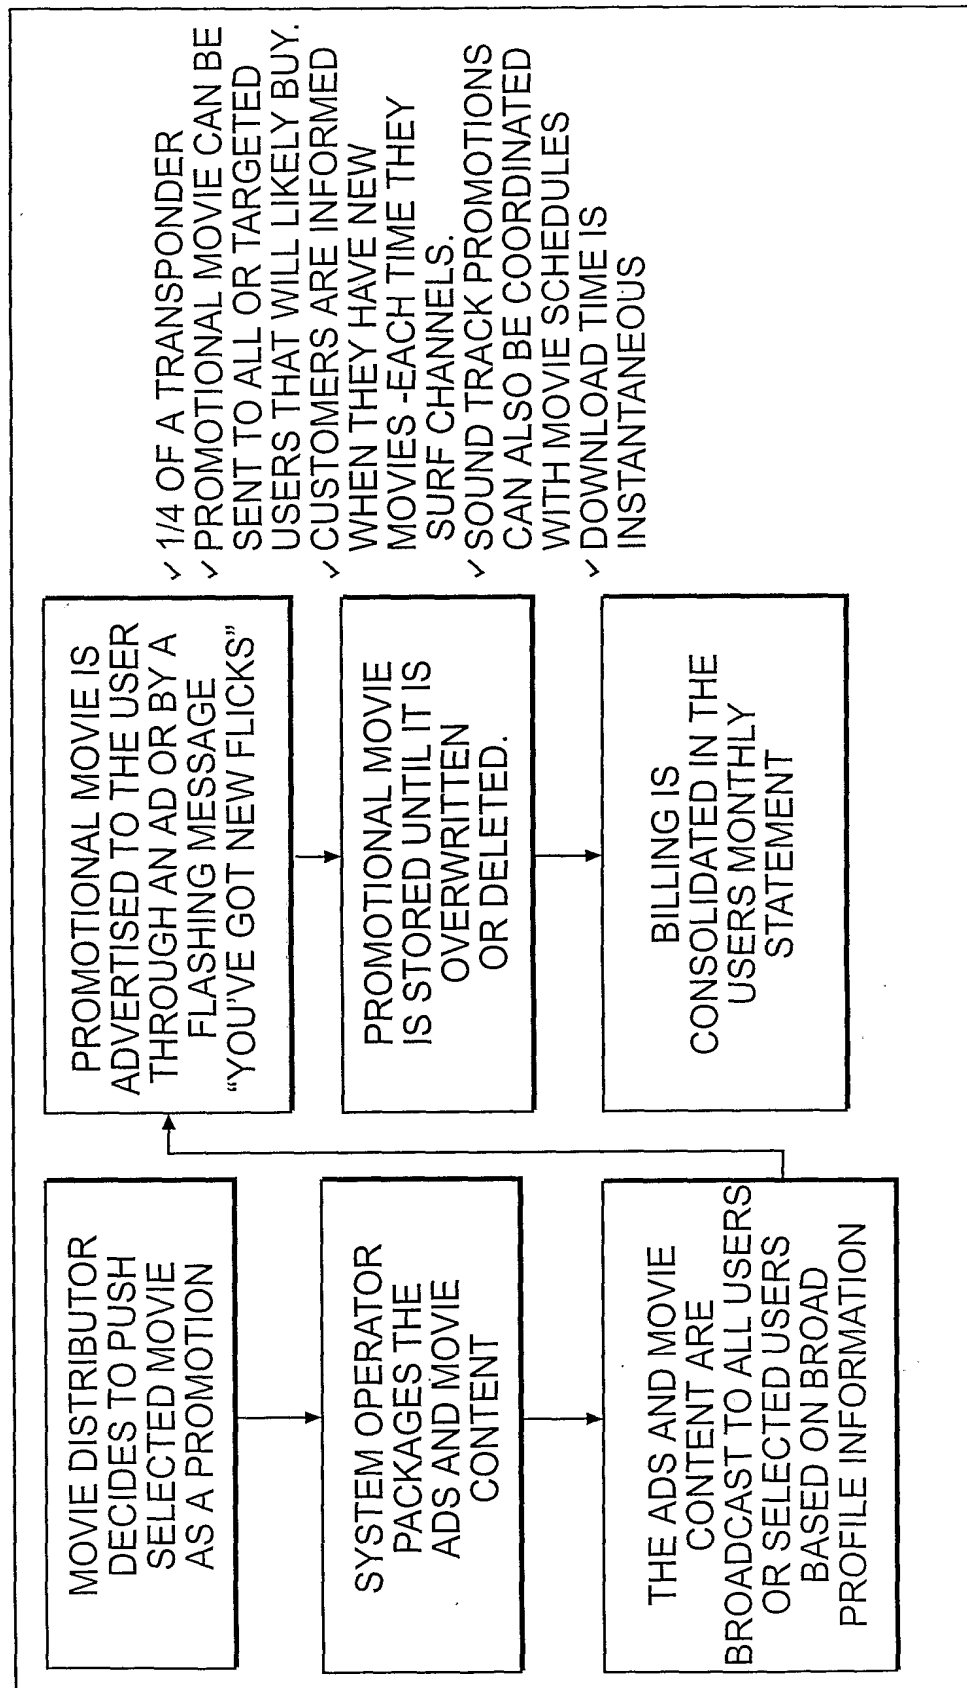 MOVIE DISTRIBUTOR
DECIDES TO PUSH
SELECTED MOVIE
AS A PROMOTION
SYSTEM OPERATOR
PACKAGES THE
ADS AND MOVIE
CONTENT
THE ADS AND MOVIE
CONTENT ARE
BROADCAST TO ALL USERS
OR SELECTED USERS
BASED ON BROAD
PROFILE INFORMATION
PROMOTIONAL MOVIE IS
ADVERTISED TO THE USER
THROUGH AN AD OR BY A
FLASHING MESSAGE
“YOU’VE GOT NEW FLICKS”
PROMOTIONAL MOVIE
IS STORED UNTIL IT IS
OVERWRITTEN
OR DELETED.
BILLING IS
CONSOLIDATED IN THE
USERS MONTHLY
STATEMENT
✓ 1/4 OF A TRANSPONDER
✓ PROMOTIONAL MOVIE CAN BE
SENT TO ALL OR TARGETED
USERS THAT WILL LIKELY BUY.
✓ CUSTOMERS ARE INFORMED
WHEN THEY HAVE NEW
MOVIES -EACH TIME THEY
SURF CHANNELS.
✓ SOUND TRACK PROMOTIONS
CAN ALSO BE COORDINATED
WITH MOVIE SCHEDULES
✓ DOWNLOAD TIME IS
INSTANTANEOUS